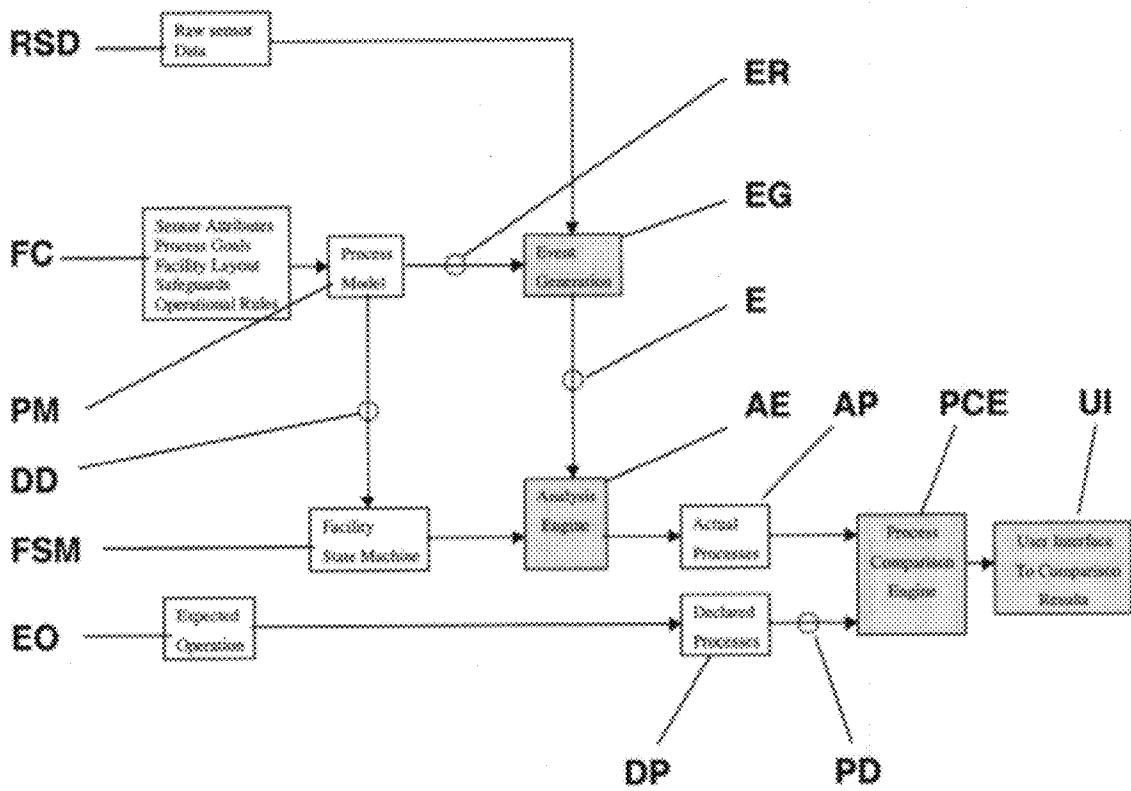 RSD
Raw sensor
Data
ER
EG
FC
Sensor Attributes
Process Goals
Facility Layout
Safeguards
Operational Rules
Process
Model
Event
Generation
E
PM
AE
AP
PCE
UI
DD
FSM
Facility
State Machine
Analysis
Engine
Actual
Processes
Process
Comparison
Engine
User Interface
To Comparison
Results
EO
Expected
Operation
Declared
Processes
DP
PD